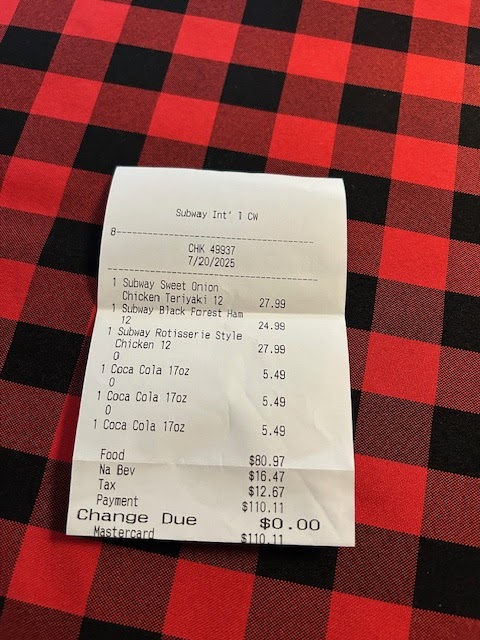 Subway Int' 1 CW
8--------------------------------
CHK 49937
7/20/2025
---------------------------------
1 Subway Sweet Onion
Chicken Teriyaki 12 27.99
1 Subway Black Forest Ham
12 24.99
1 Subway Rotisserie Style
Chicken 12 27.99
0
1 Coca Cola 17oz 5.49
0
1 Coca Cola 17oz 5.49
0
1 Coca Cola 17oz 5.49
Food $80.97
Na Bev $16.47
Tax $12.67
Payment $110.11
Change Due $0.00
Mastercard $110.11